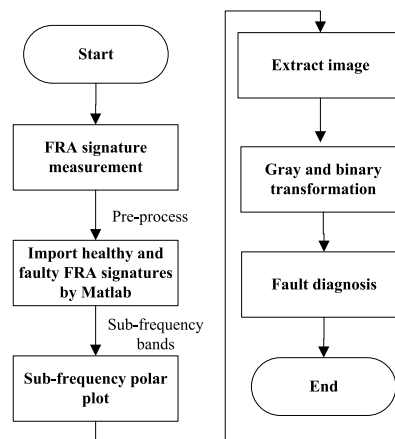 Start
FRA signature
measurement
Pre-process
Import healthy and
faulty FRA signatures
by Matlab
Sub-frequency
bands
Sub-frequency polar
plot
Extract image
Gray and binary
transformation
Fault diagnosis
End